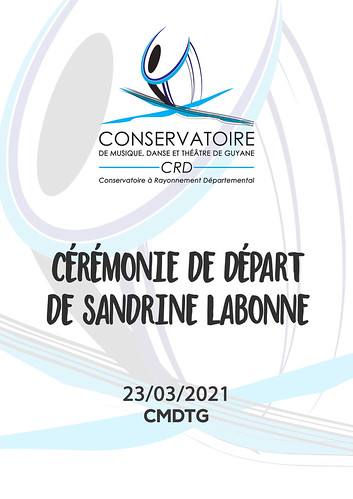 CONSERVATOIRE
DE MUSIQUE, DANSE ET THÉÂTRE DE GUYANE
CRD
Conservatoire à Rayonnement Départemental
CÉRÉMONIE DE DÉPART
DE SANDRINE LABONNE
23/03/2021
CMDTG